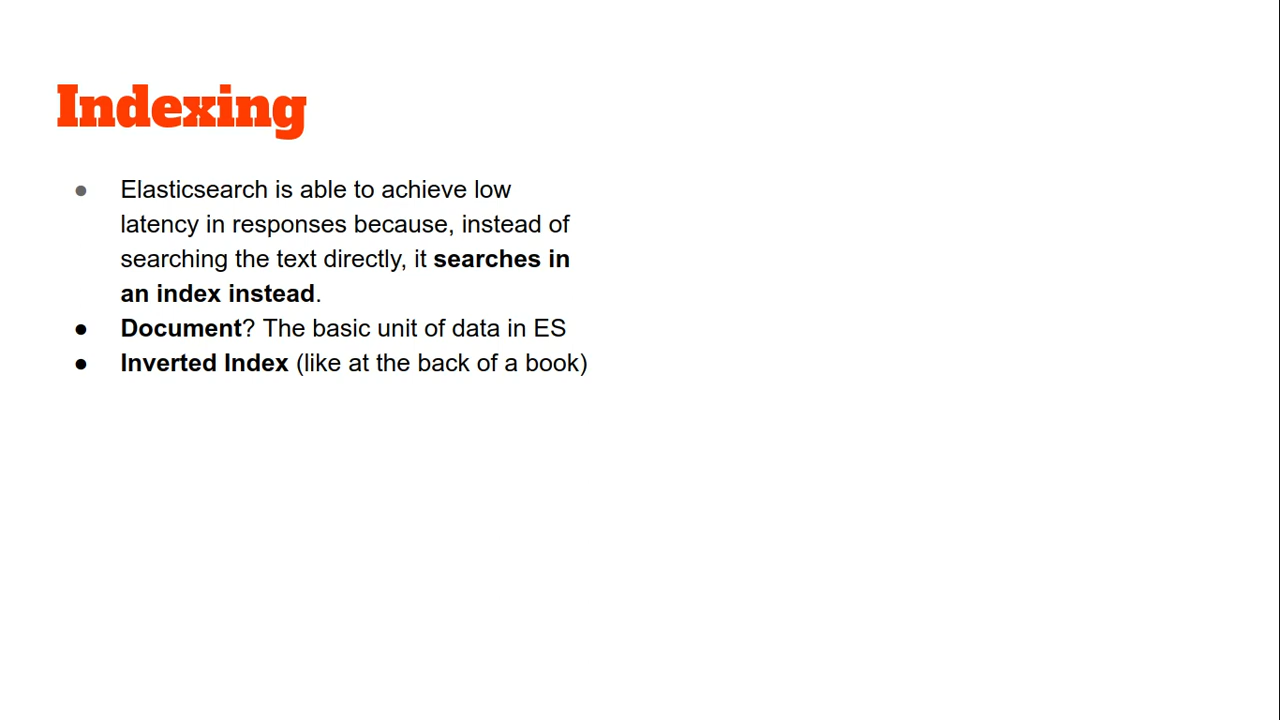 Indexing
● Elasticsearch is able to achieve low
latency in responses because, instead of
searching the text directly, it searches in
an index instead.
● Document? The basic unit of data in ES
● Inverted Index (like at the back of a book)